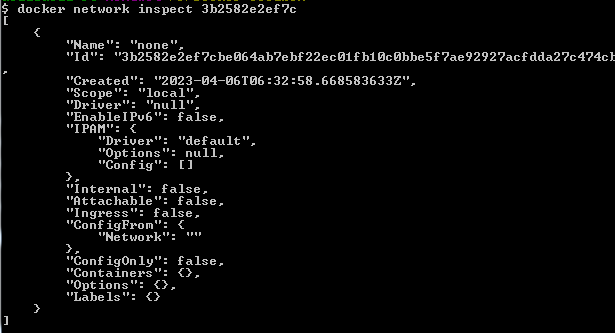 $ docker network inspect 3b2582e2ef7c
[
    {
        "Name": "none",
        "Id": "3b2582e2ef7cbe064ab7ebf22ec01fb10c0bbe5f7ae92927acfdda27c474cb
,
        "Created": "2023-04-06T06:32:58.668583633Z",
        "Scope": "local",
        "Driver": "null",
        "EnableIPv6": false,
        "IPAM": {
            "Driver": "default",
            "Options": null,
            "Config": []
        },
        "Internal": false,
        "Attachable": false,
        "Ingress": false,
        "ConfigFrom": {
            "Network": ""
        },
        "ConfigOnly": false,
        "Containers": {},
        "Options": {},
        "Labels": {}
    }
]